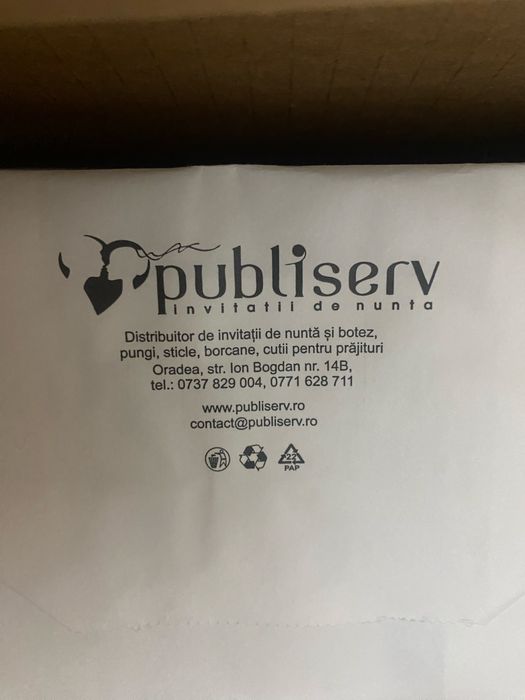 publiserv
invitatii de nunta
Distribuitor de invitații de nuntă și botez,
pungi, sticle, borcane, cutii pentru prăjituri
Oradea, str. Ion Bogdan nr. 14B,
tel.: 0737 829 004, 0771 628 711
www.publiserv.ro
contact@publiserv.ro
22
PAP